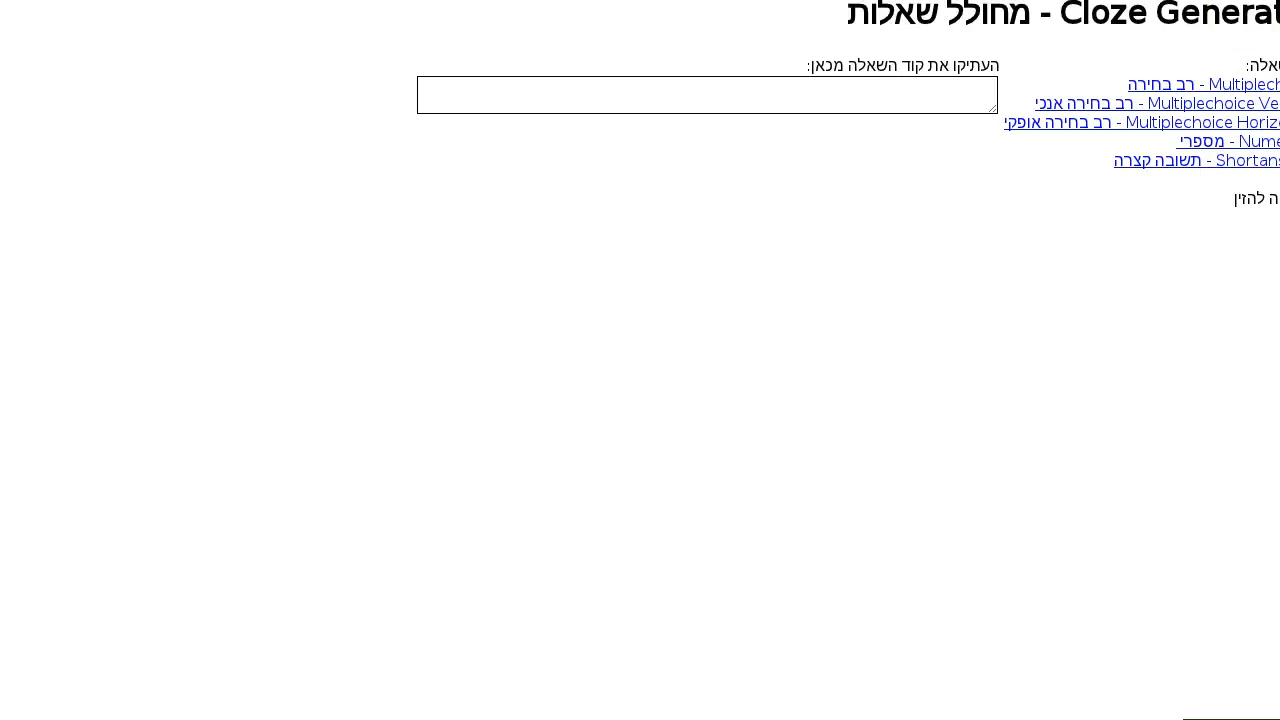 Cloze Generat - מחולל שאלות
שאלה:
Multiplech - רב בחירה
Multiplechoice Ve - רב בחירה אנכי
Multiplechoice Horiz - רב בחירה אופקי
Nume - מספרי
Shortans - תשובה קצרה
ה להזין
העתיקו את קוד השאלה מכאן: